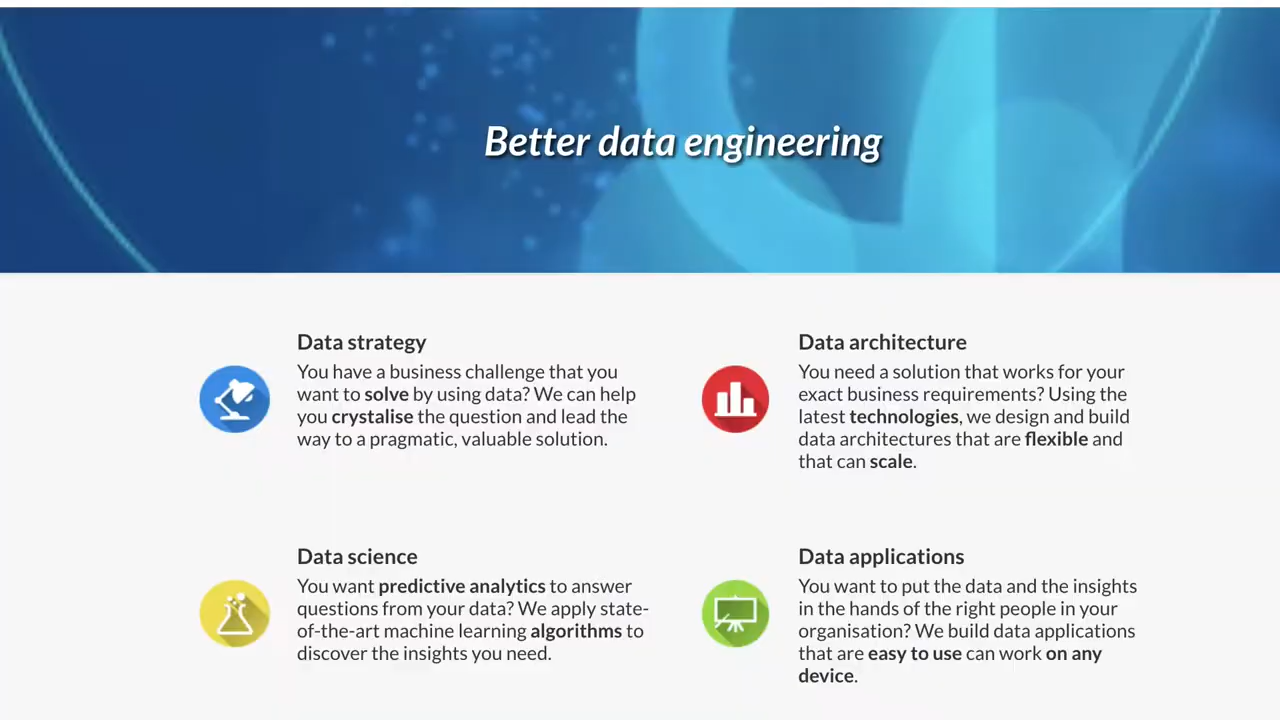 Better data engineering
Data strategy
You have a business challenge that you
want to solve by using data? We can help
you crystalise the question and lead the
way to a pragmatic, valuable solution.
Data architecture
You need a solution that works for your
exact business requirements? Using the
latest technologies, we design and build
data architectures that are flexible and
that can scale.
Data science
You want predictive analytics to answer
questions from your data? We apply state-
of-the-art machine learning algorithms to
discover the insights you need.
Data applications
You want to put the data and the insights
in the hands of the right people in your
organisation? We build data applications
that are easy to use can work on any
device.